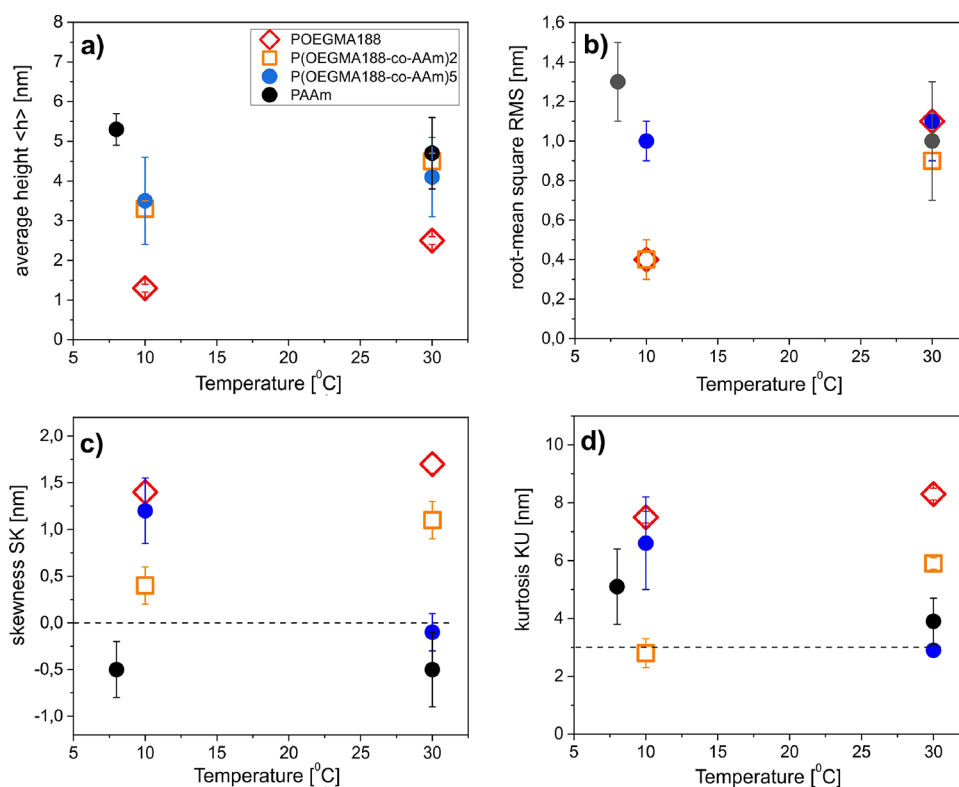 a)
average height <h> [nm]
8
7
6
5
4
3
2
1
0
POEGMA188
P(OEGMA188-co-AAm)2
P(OEGMA188-co-AAm)5
PAAm
5 10 15 20 25 30
Temperature [⁰C]
b)
root-mean square RMS [nm]
1,6
1,4
1,2
1,0
0,8
0,6
0,4
0,2
0,0
5 10 15 20 25 30
Temperature [⁰C]
c)
skewness SK [nm]
2,0
1,5
1,0
0,5
0,0
-0,5
-1,0
5 10 15 20 25 30
Temperature [⁰C]
d)
kurtosis KU [nm]
10
8
6
4
2
0
5 10 15 20 25 30
Temperature [⁰C]